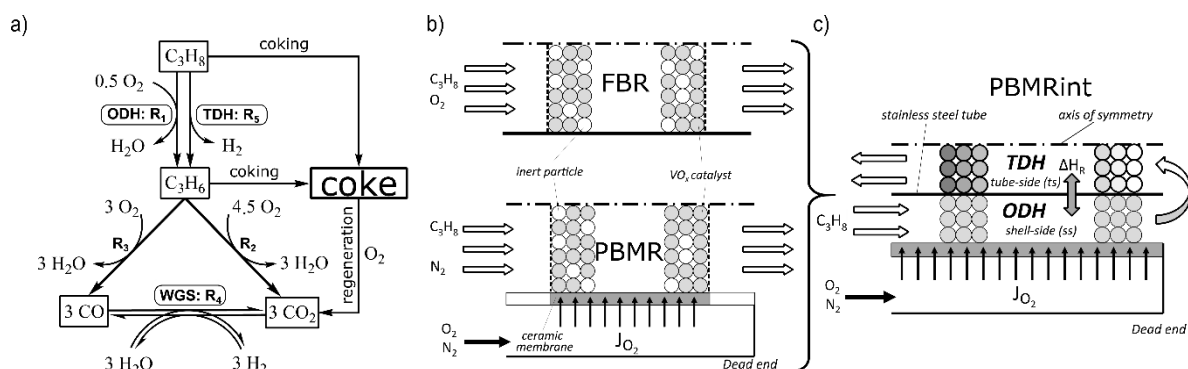 a)
C3H8
coking
0.5 O2
ODH: R1
TDH: R5
H2O
H2
C3H6
coking
coke
3 O2
4,5 O2
R3
R2
3 H2O
3 H2O
regeneration
O2
WGS: R4
3 CO
3 CO2
3 H2O
3 H2
b)
C3H8
O2
FBR
inert particle
VOx catalyst
C3H8
N2
PBMR
O2
N2
ceramic
membrane
JO2
Dead end
c)
PBMRint
stainless steel tube
axis of symmetry
TDH
tube-side (ts)
ΔHR
C3H8
ODH
shell-side (ss)
O2
N2
JO2
Dead end